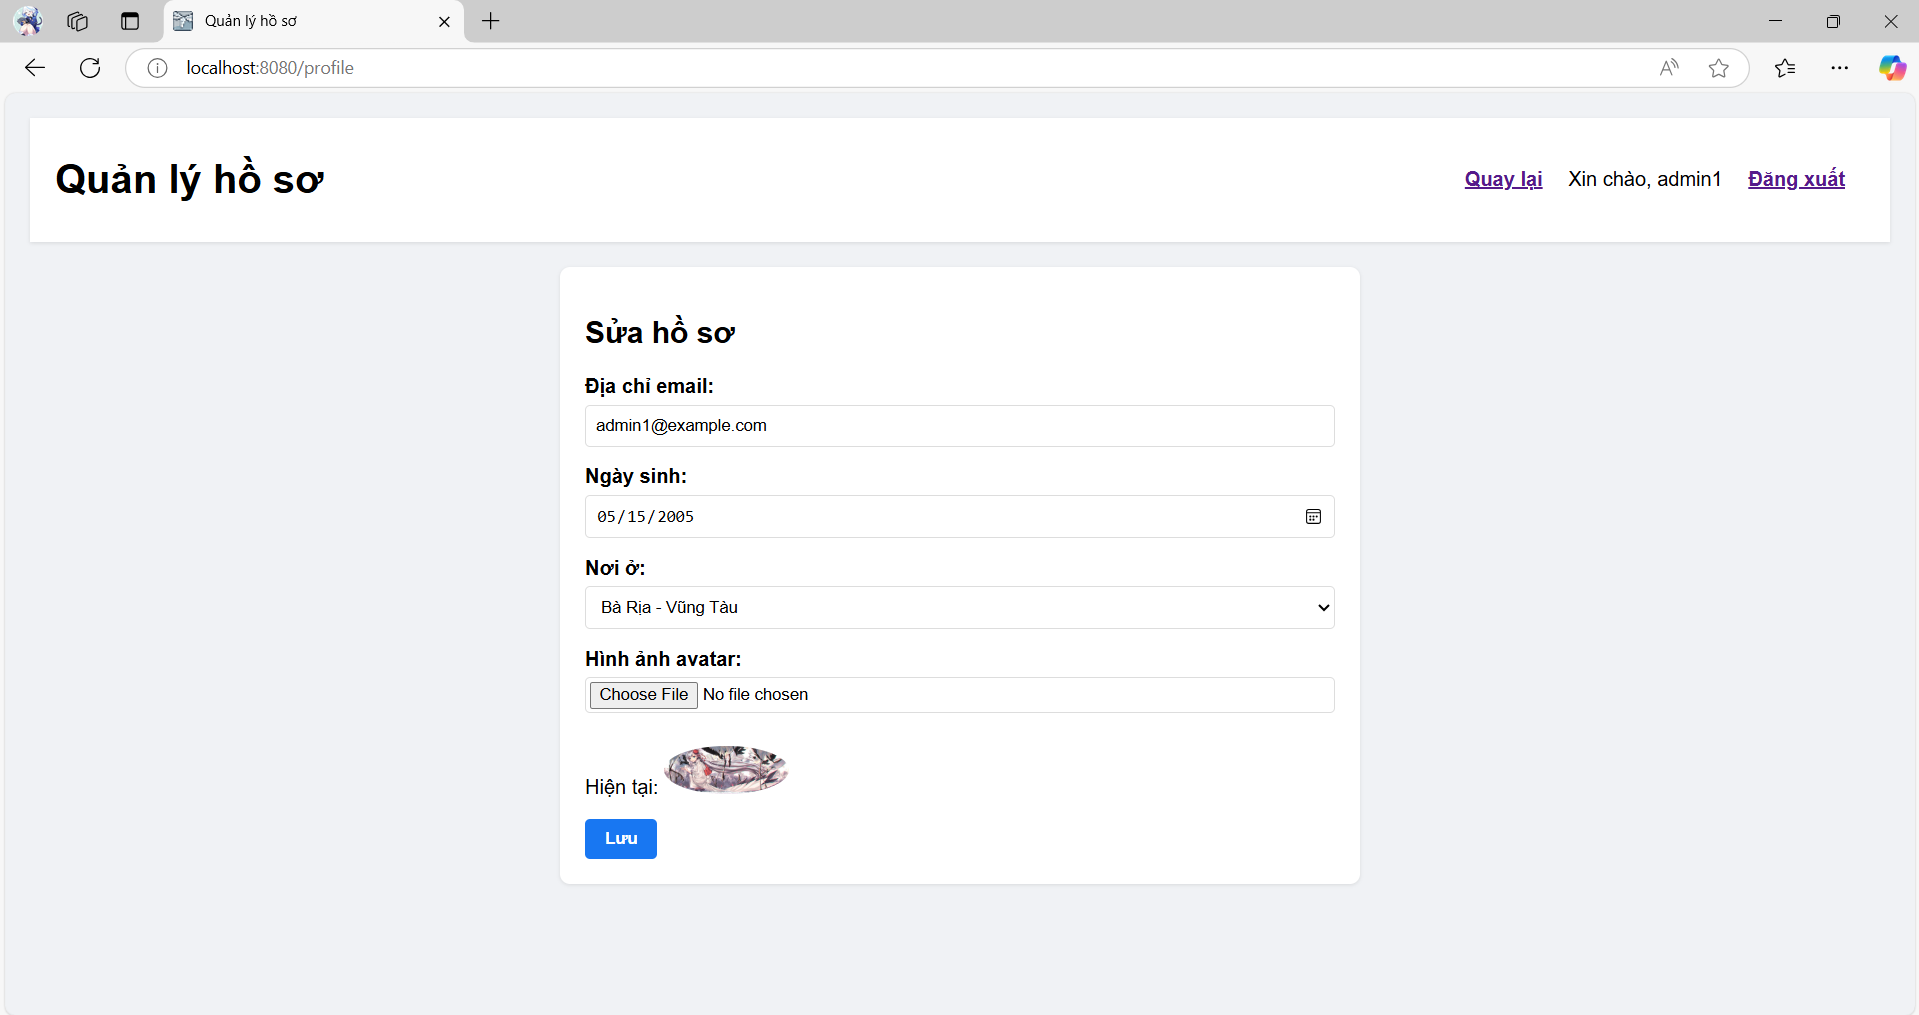 Quản lý hồ sơ
localhost:8080/profile
Quản lý hồ sơ
Quay lại Xin chào, admin1 Đăng xuất
Sửa hồ sơ
Địa chỉ email:
admin1@example.com
Ngày sinh:
05/15/2005
Nơi ở:
Bà Rịa - Vũng Tàu
Hình ảnh avatar:
Choose File No file chosen
Hiện tại:
Lưu